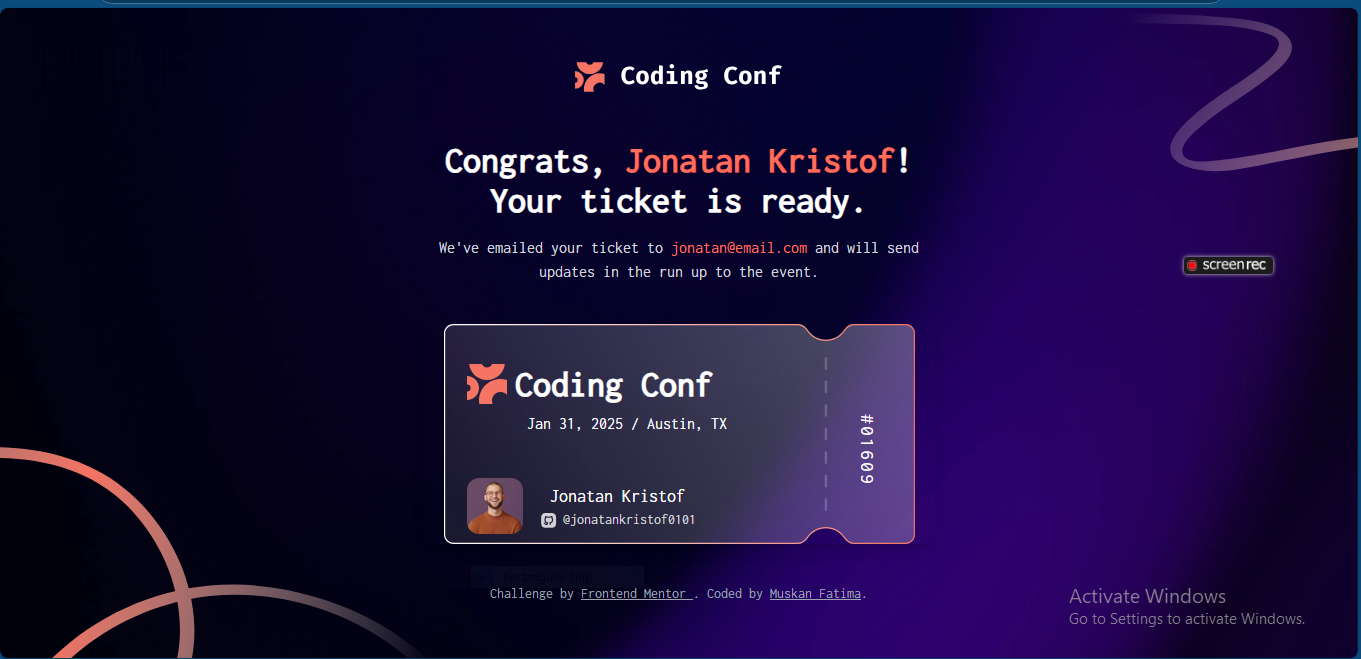 Coding Conf
Congrats, Jonatan Kristof!
Your ticket is ready.
We've emailed your ticket to jonatan@email.com and will send
updates in the run up to the event.
screenrec
Coding Conf
Jan 31, 2025 / Austin, TX
#01609
Jonatan Kristof
@jonatankristof0101
Challenge by Frontend Mentor . Coded by Muskan Fatima.
Activate Windows
Go to Settings to activate Windows.